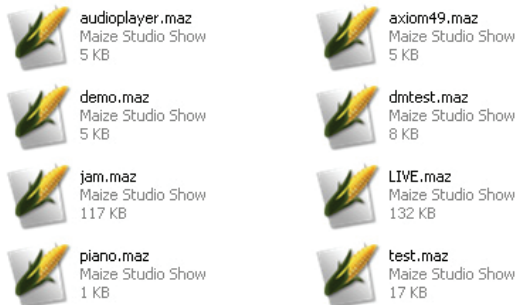 audioplayer.maz
Maize Studio Show
5 KB
axiom49.maz
Maize Studio Show
5 KB
demo.maz
Maize Studio Show
5 KB
dmtest.maz
Maize Studio Show
8 KB
jam.maz
Maize Studio Show
117 KB
LIVE.maz
Maize Studio Show
132 KB
piano.maz
Maize Studio Show
1 KB
test.maz
Maize Studio Show
17 KB